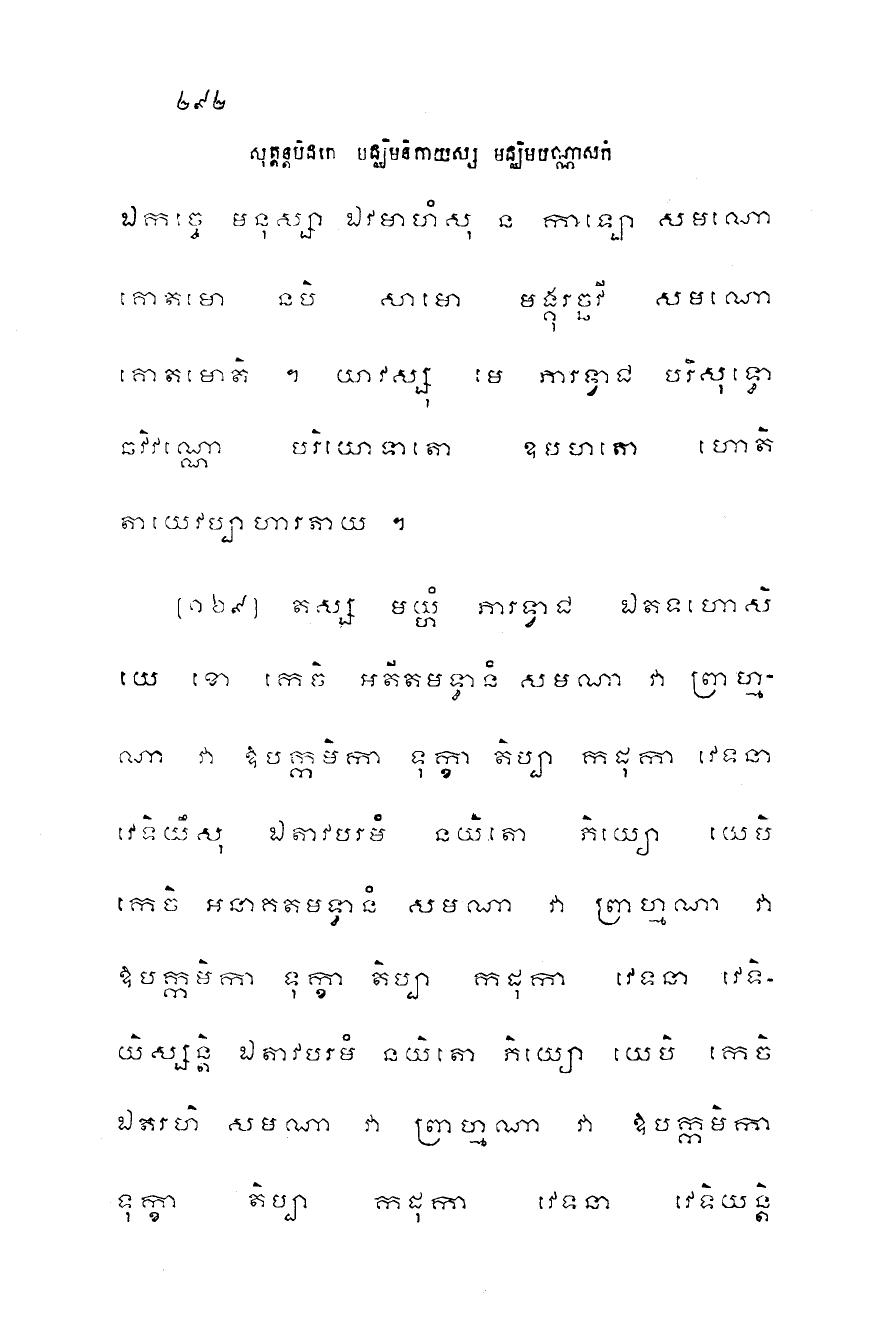 ២៩២
សុត្តន្តបិដកេ មជ្ឈិមនិកាយស្ស មជ្ឈិមបណ្ណាសកំ
ឯកច្ចេ មនុស្សា ឯវមាហំសុ ន កាឡោ សមណោ
គោតមោ នបិ សាមោ មង្គុរច្ឆវី សមណោ
គោតមោតិ ។ យាវស្សុ មេ ភារទ្វាជ បរិសុទ្ធោ
ឆវិវណ្ណោ បរិយោទាតោ ឧបហតោ ហោតិ
តាយេវប្បាហារតាយ ។
[១៦៩] តស្ស មយ្ហំ ភារទ្វាជ ឯតទហោសិ
យេ ខោ កេចិ អតីតមទ្ធានំ សមណា វា ព្រាហ្ម-
ណា វា ឱបក្កមិកា ទុក្ខា តិប្បា កដុកា វេទនា
វេទិយឹសុ ឯតាវបរមំ នយិតោ ភិយ្យោ យេបិ
កេចិ អនាគតមទ្ធានំ សមណា វា ព្រាហ្មណា វា
ឱបក្កមិកា ទុក្ខា តិប្បា កដុកា វេទនា វេទិ-
យិស្សន្តិ ឯតាវបរមំ នយិតោ ភិយ្យោ យេបិ កេចិ
ឯតរហិ សមណា វា ព្រាហ្មណា វា ឱបក្កមិកា
ទុក្ខា តិប្បា កដុកា វេទនា វេទិយន្តិ